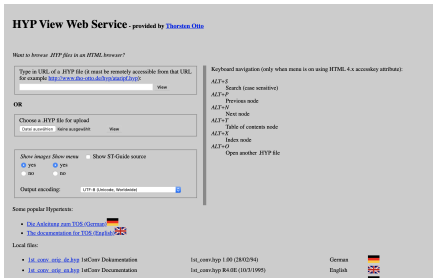 HYP View Web Service - provided by Thorsten Otto
Want to browse .HYP files in an HTML browser?
Type in URL of a .HYP file (it must be remotely accessible from that URL
for example http://www.tho-otto.de/hyp/stgripf.hyp):
View
OR
Choose a .HYP file for upload
Datei auswählen Keine ausgewählt View
Show images Show menu Show ST-Guide source
yes yes
no no
Output encoding: UTF-8 (Unicode, Worldwide)
Keyboard navigation (only when menu is on using HTML 4.x accesskey attribute):
ALT+S
Search (case sensitive)
ALT+P
Previous node
ALT+N
Next node
ALT+T
Table of contents node
ALT+X
Index node
ALT+O
Open another .HYP file
Some popular Hypertexts:
Die Anleitung zum TOS (German)
The documentation for TOS (English)
Local files:
1st_conv_orig_de.hyp 1stConv Dokumentation 1st_conv.hyp 1.00 (28/02/94) German
1st_conv_orig_en.hyp 1stConv Documentation 1st_conv.hyp R4.0E (10/3/1995) English